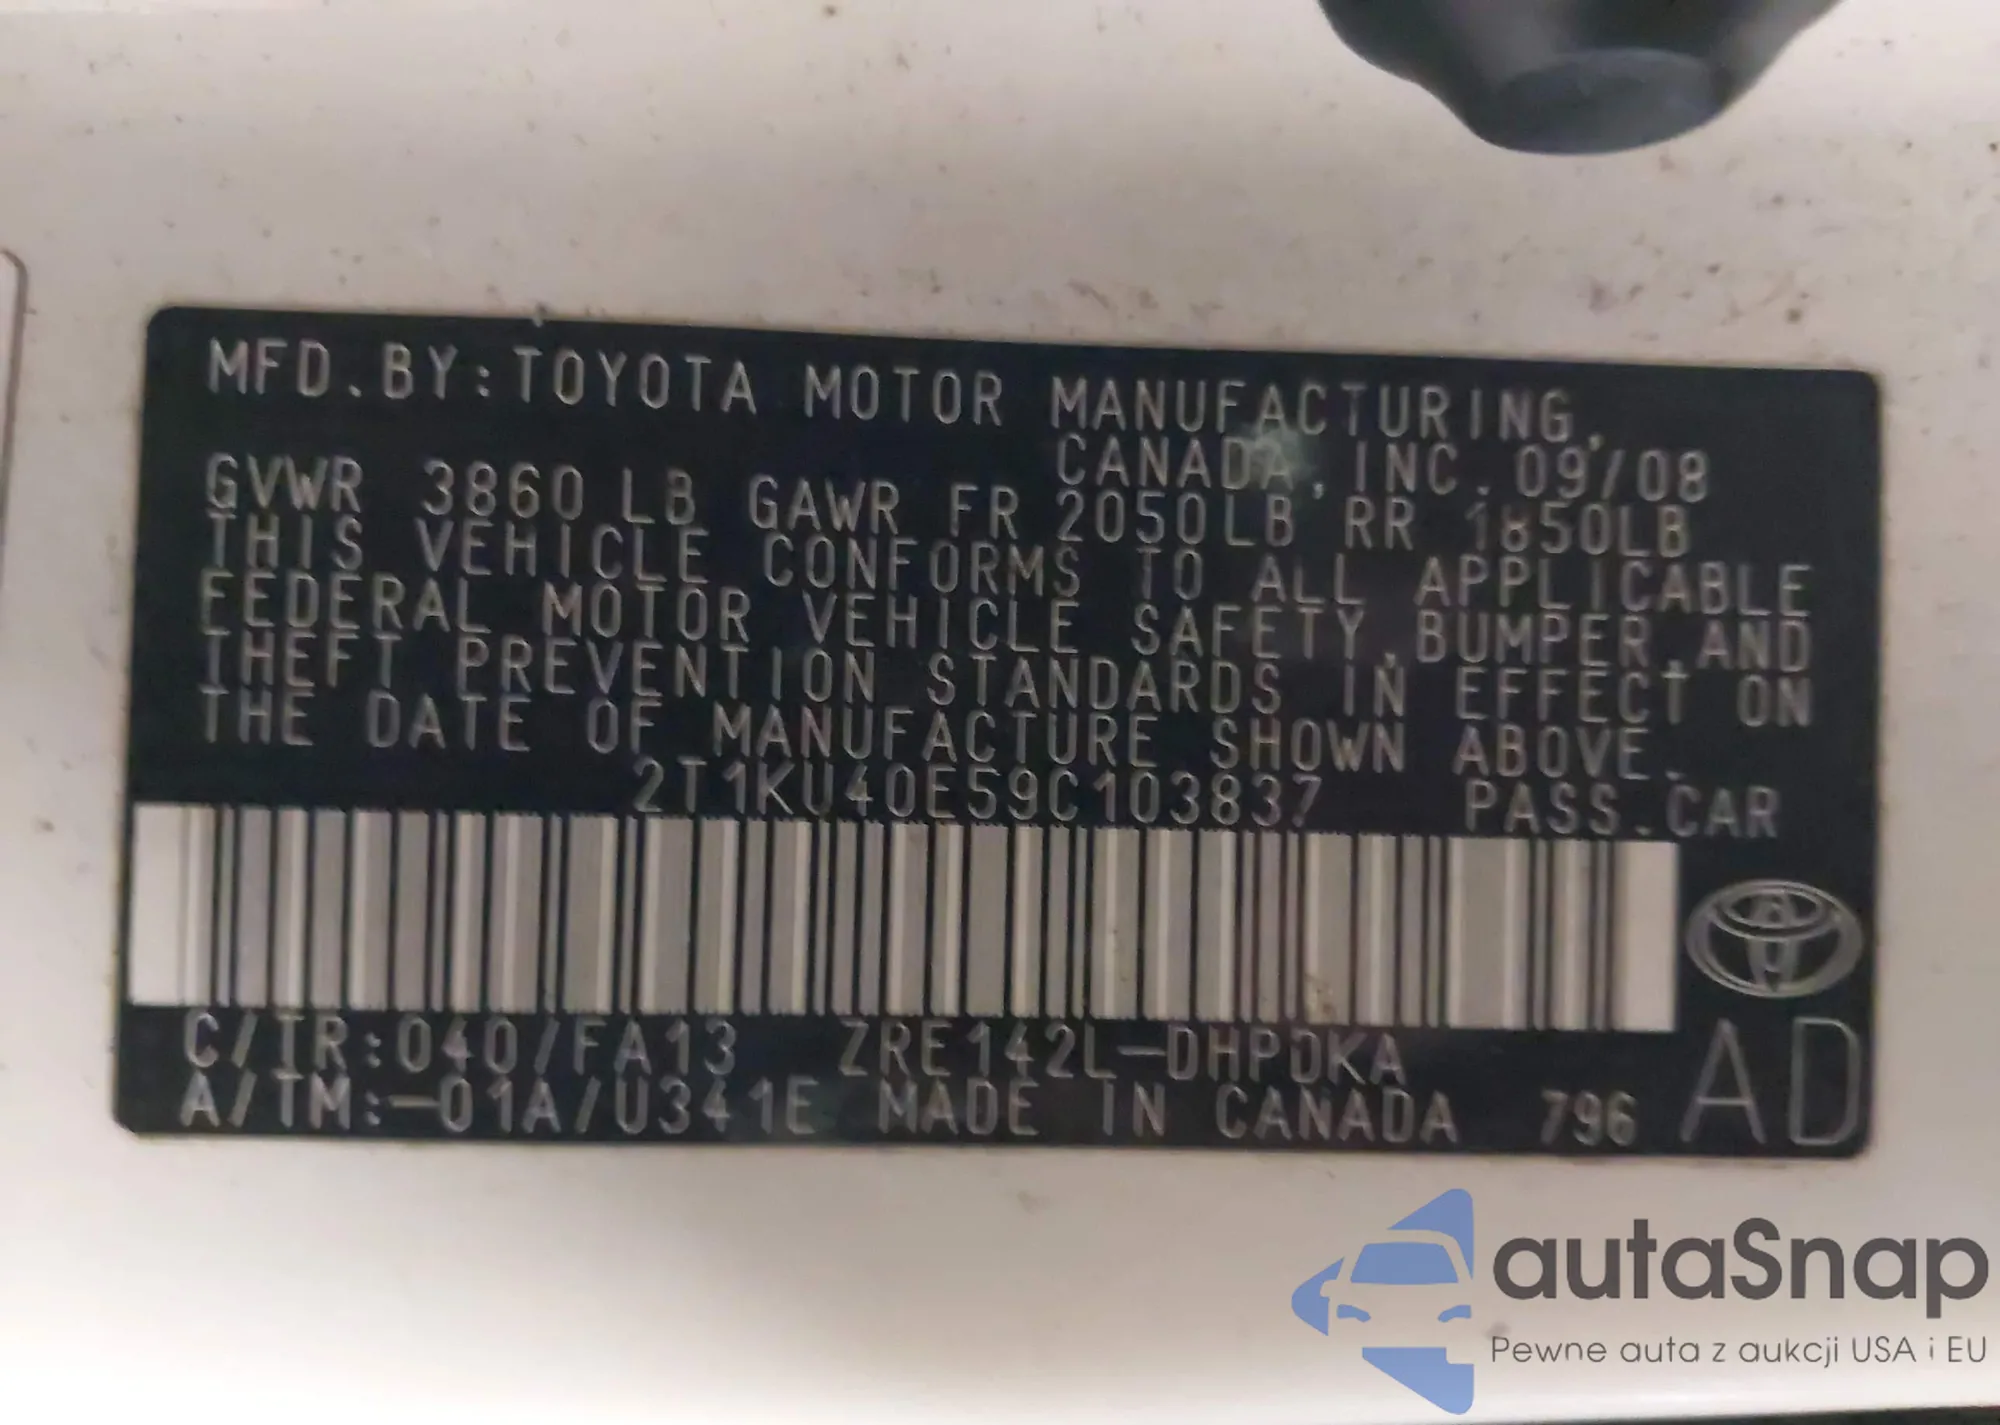 MFD.BY:TOYOTA MOTOR MANUFACTURING,
CANADA, INC. 09/08
GVWR 3860 LB GAWR FR 2050LB RR 1850LB
THIS VEHICLE CONFORMS TO ALL APPLICABLE
FEDERAL MOTOR VEHICLE SAFETY,BUMPER,AND
THEFT PREVENTION STANDARDS IN EFFECT ON
THE DATE OF MANUFACTURE SHOWN ABOVE.
2T1KU40E59C103837 PASS.CAR
C/TR:040/FA13 ZRE142L-DHPDKA
A/TM:-01A/U341E MADE IN CANADA 796
AD
autaSnap
Pewne auta z aukcji USA i EU